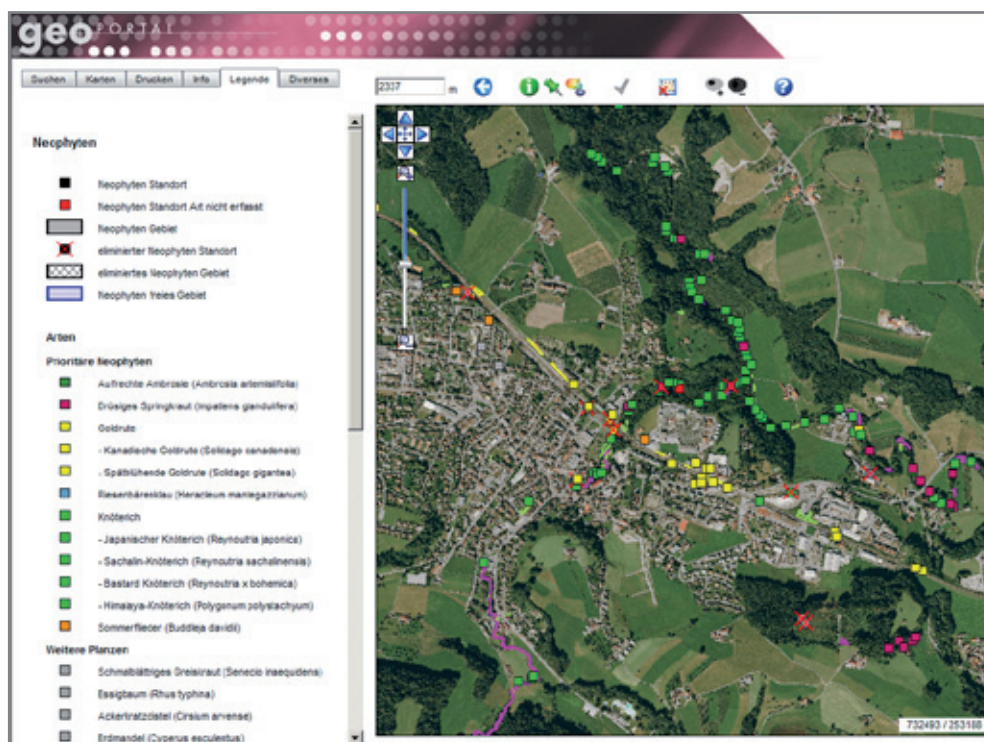 geo PORTAL
Suchen Karten Drucken Info Legende Diverses
2337 m
Neophyten
Neophyten Standort
Neophyten Standort Art nicht erfasst
Neophyten Gebiet
eliminierter Neophyten Standort
eliminiertes Neophyten Gebiet
Neophyten freies Gebiet
Arten
Prioritäre Neophyten
Aufrechte Ambrosie (Ambrosia artemisiifolia)
Drüsiges Springkraut (Impatiens glandulifera)
Goldrute
- Kanadische Goldrute (Solidago canadensis)
- Spätblühende Goldrute (Solidago gigantea)
Riesenbärenklau (Heracleum mantegazzianum)
Knöterich
- Japanischer Knöterich (Reynoutria japonica)
- Sachalin-Knöterich (Reynoutria sachalinensis)
- Bastard Knöterich (Reynoutria x bohemica)
- Himalaya-Knöterich (Polygonum polystachyum)
Sommerflieder (Buddleja davidii)
Weitere Planzen
Schmalblättriges Greiskraut (Senecio inaequidens)
Essigbaum (Rhus typhina)
Ackerkratzdistel (Cirsium arvense)
Erdmandel (Cyperus esculentus)
732493 / 253188